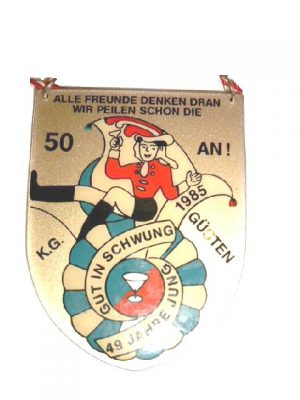 ALLE FREUNDE DENKEN DRAN
WIR PEILEN SCHON DIE
50 AN!
K.G.
GUT IN SCHWUNG
1985
GÜSTEN
49 JAHRE JUNG